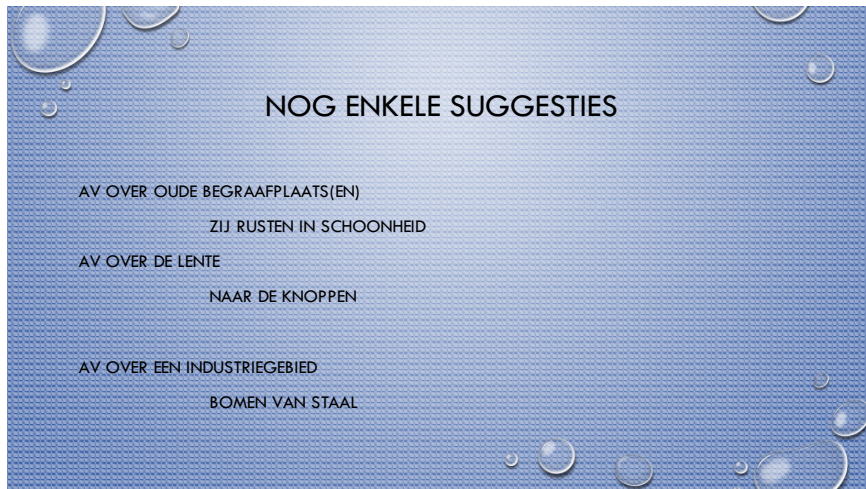 NOG ENKELE SUGGESTIES
AV OVER OUDE BEGRAAFPLAATS(EN)
ZIJ RUSTEN IN SCHOONHEID
AV OVER DE LENTE
NAAR DE KNOPPEN
AV OVER EEN INDUSTRIEGEBIED
BOMEN VAN STAAL